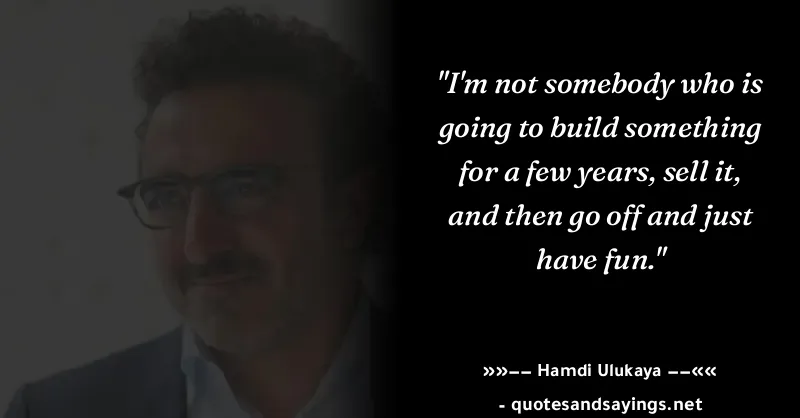 "I'm not somebody who is
going to build something
for a few years, sell it,
and then go off and just
have fun."
»»−− Hamdi Ulukaya −−««
- quotesandsayings.net